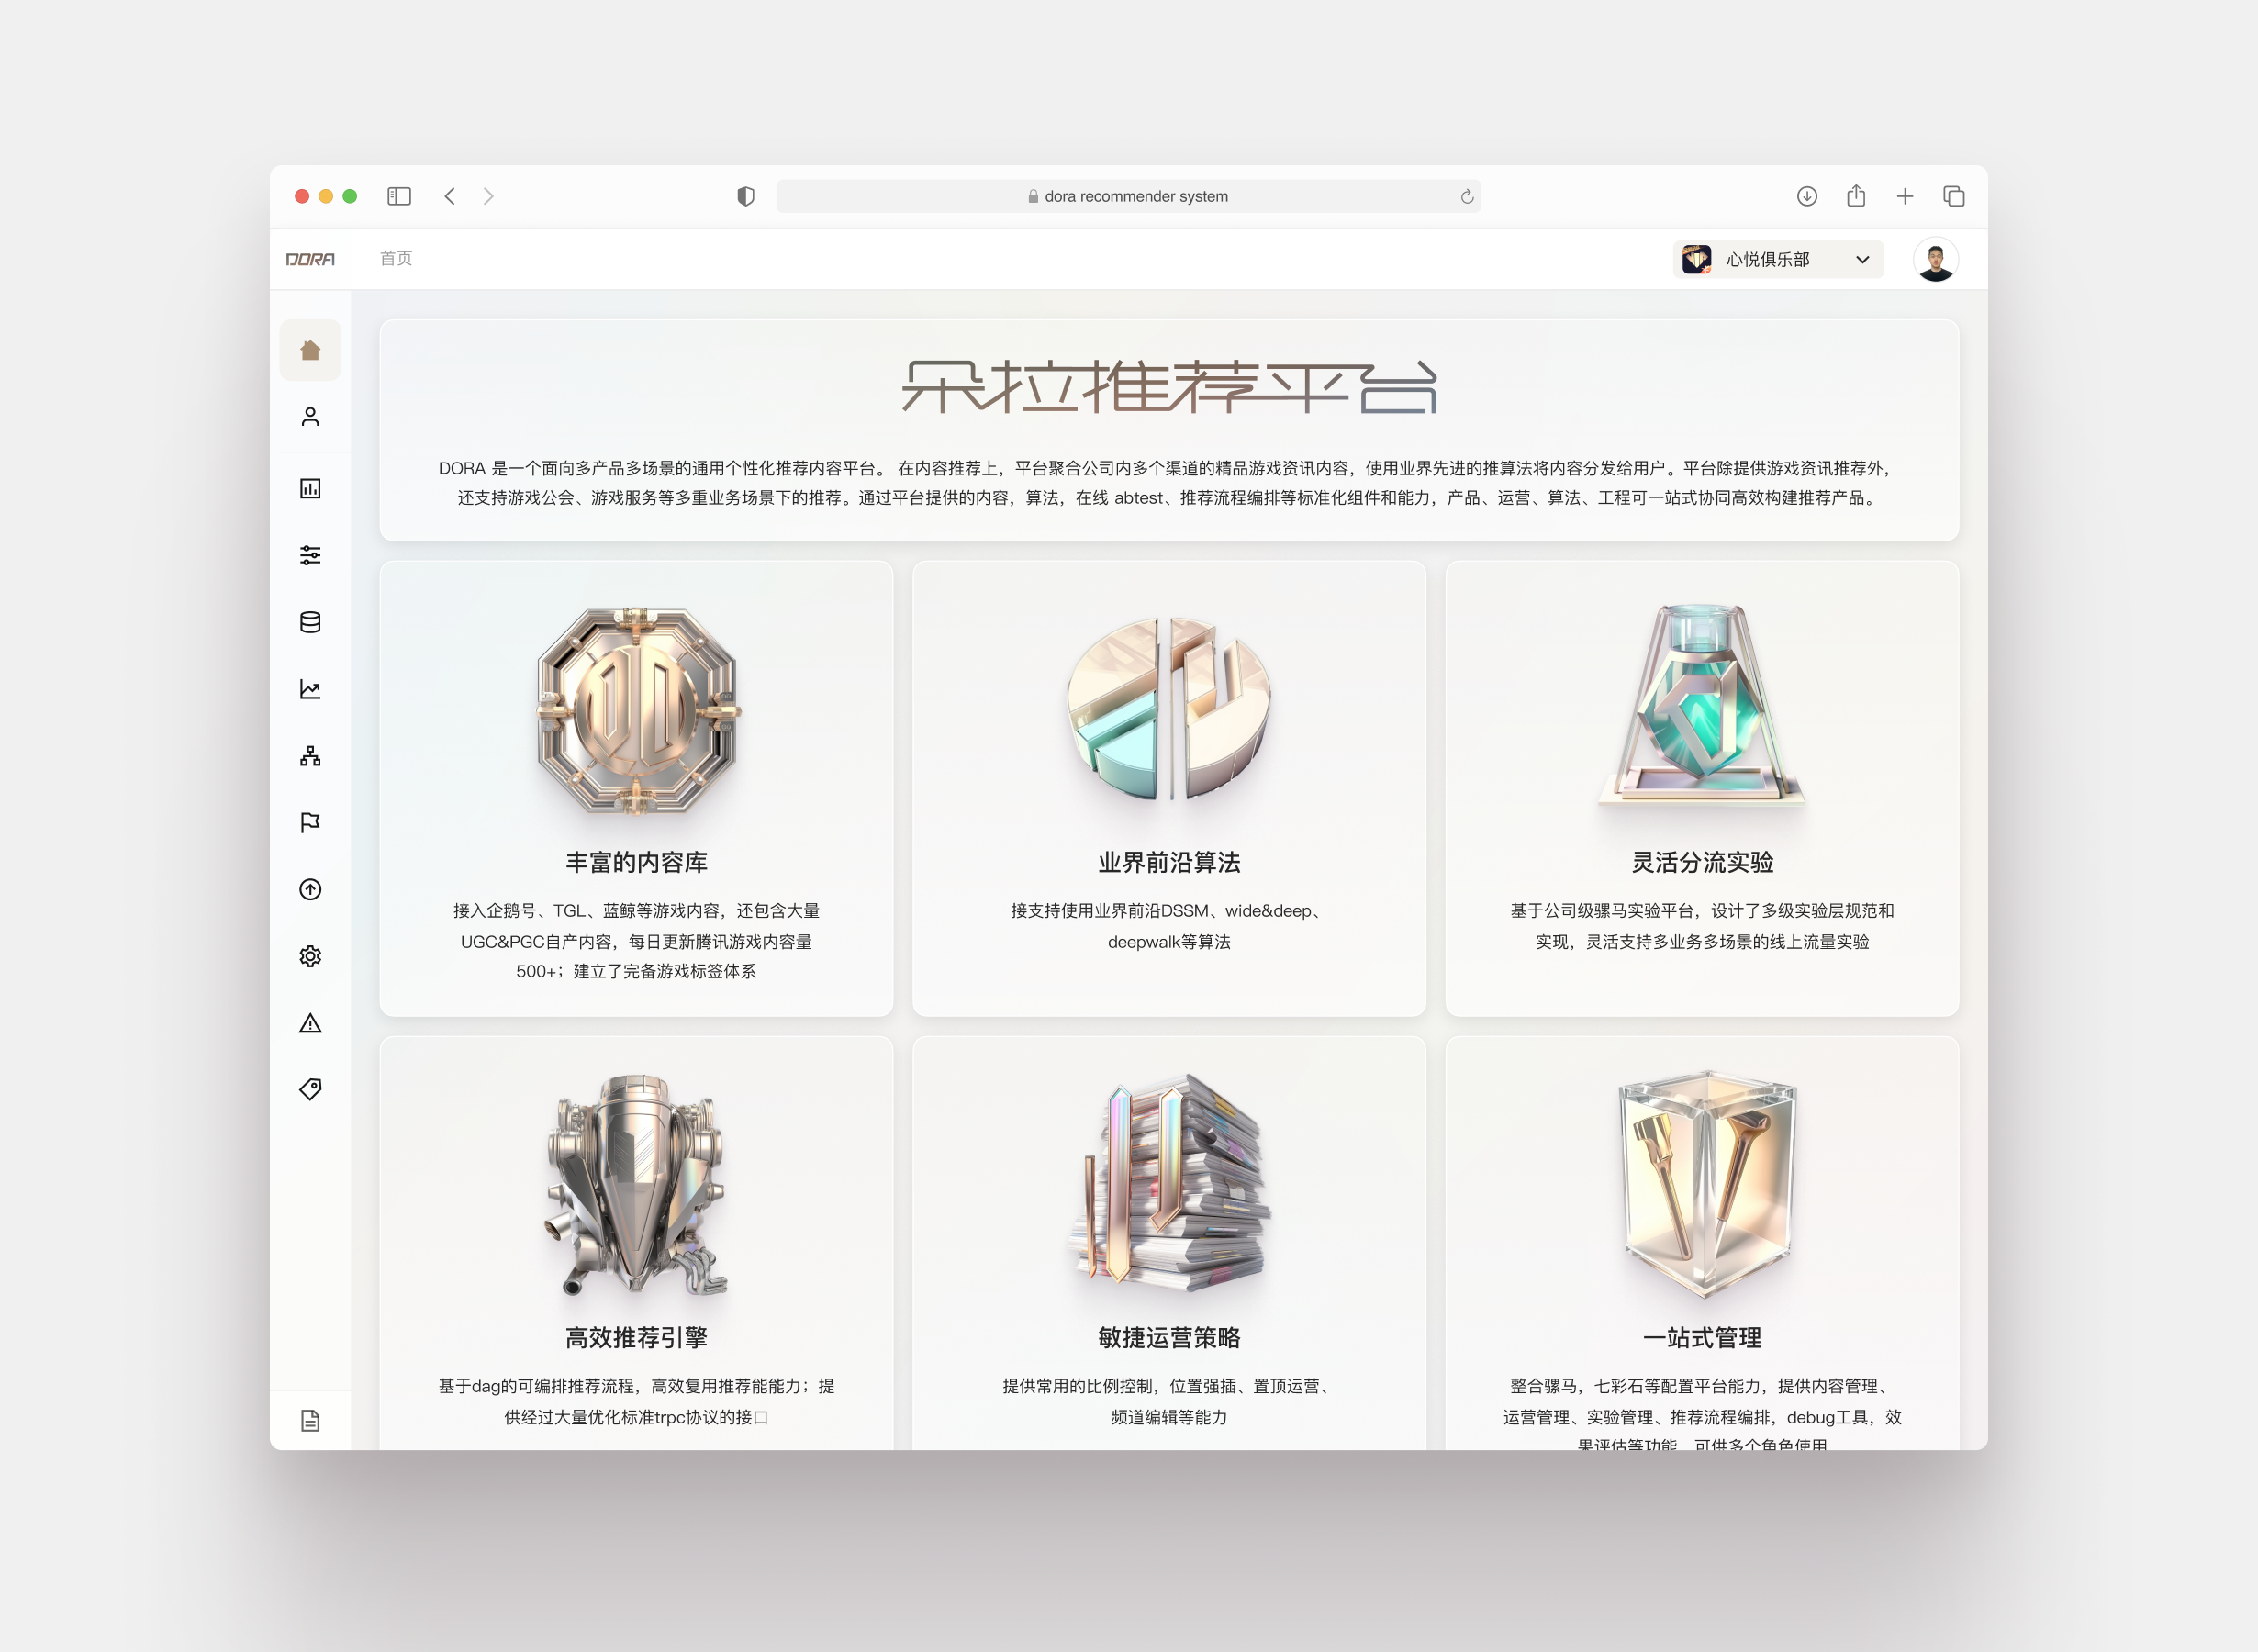 dora recommender system
DORA
首页
心悦俱乐部
朵拉推荐平台
DORA 是一个面向多产品多场景的通用个性化推荐内容平台。 在内容推荐上，平台聚合公司内多个渠道的精品游戏资讯内容，使用业界先进的推算法将内容分发给用户。平台除提供游戏资讯推荐外，
还支持游戏公会、游戏服务等多重业务场景下的推荐。通过平台提供的内容，算法，在线 abtest、推荐流程编排等标准化组件和能力，产品、运营、算法、工程可一站式协同高效构建推荐产品。
丰富的内容库
接入企鹅号、TGL、蓝鲸等游戏内容，还包含大量
UGC&PGC自产内容，每日更新腾讯游戏内容量
500+；建立了完备游戏标签体系
业界前沿算法
接支持使用业界前沿DSSM、wide&deep、
deepwalk等算法
灵活分流实验
基于公司级骡马实验平台，设计了多级实验层规范和
实现，灵活支持多业务多场景的线上流量实验
高效推荐引擎
基于dag的可编排推荐流程，高效复用推荐能能力；提
供经过大量优化标准trpc协议的接口
敏捷运营策略
提供常用的比例控制，位置强插、置顶运营、
频道编辑等能力
一站式管理
整合骡马，七彩石等配置平台能力，提供内容管理、
运营管理、实验管理、推荐流程编排，debug工具，效
果评估等功能，可供多个角色使用